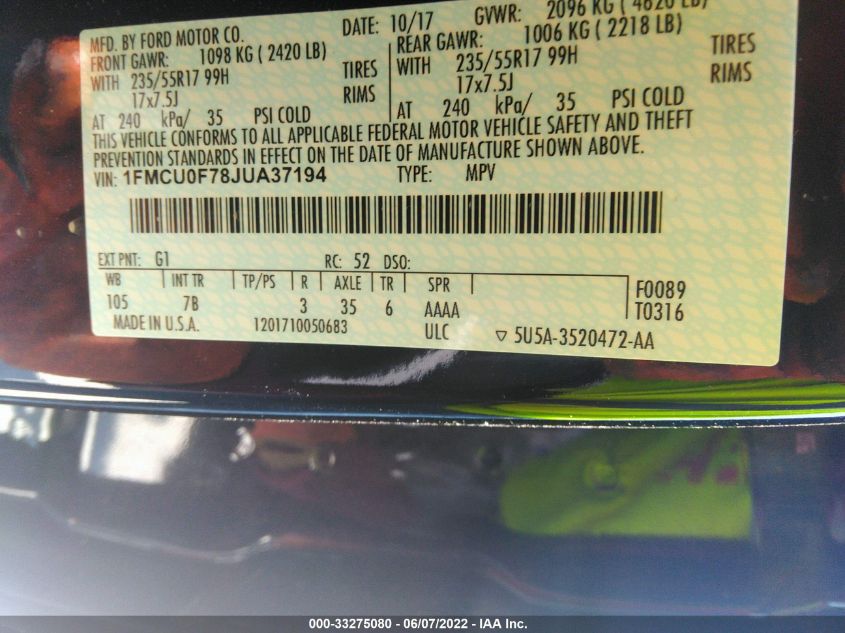 MFD. BY FORD MOTOR CO. DATE: 10/17 GVWR: 2096 KG ( 4620 LB)
FRONT GAWR: 1098 KG ( 2420 LB) REAR GAWR: 1006 KG ( 2218 LB)
WITH 235/55R17 99H TIRES WITH 235/55R17 99H TIRES
17x7.5J RIMS 17x7.5J RIMS
AT 240 kPa/ 35 PSI COLD AT 240 kPa/ 35 PSI COLD
THIS VEHICLE CONFORMS TO ALL APPLICABLE FEDERAL MOTOR VEHICLE SAFETY AND THEFT
PREVENTION STANDARDS IN EFFECT ON THE DATE OF MANUFACTURE SHOWN ABOVE.
VIN: 1FMCU0F78JUA37194 TYPE: MPV
EXT PNT: G1 RC: 52 DSO:
WB INT TR TP/PS R AXLE TR SPR F0089
105 7B 3 35 6 AAAA T0316
MADE IN U.S.A. 1201710050683 ULC ▽ 5U5A-3520472-AA
000-33275080 - 06/07/2022 - IAA Inc.